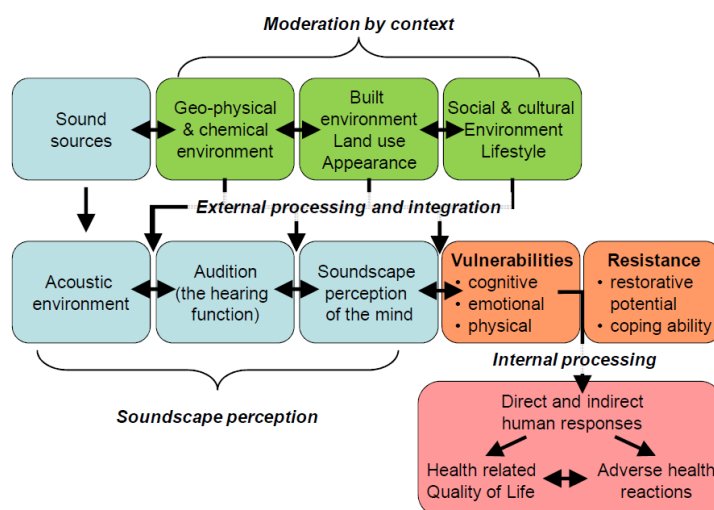 Moderation by context
Sound
sources
Geo-physical
& chemical
environment
Built
environment
Land use
Appearance
Social & cultural
Environment
Lifestyle
External processing and integration
Acoustic
environment
Audition
(the hearing
function)
Soundscape
perception
of the mind
Vulnerabilities
• cognitive
• emotional
• physical
Resistance
• restorative
potential
• coping ability
Internal processing
Soundscape perception
Direct and indirect
human responses
Health related
Quality of Life
Adverse health
reactions